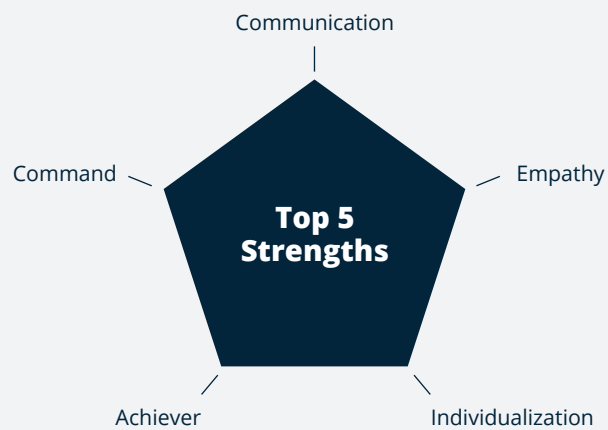 Communication
Command
Empathy
Top 5
Strengths
Achiever
Individualization